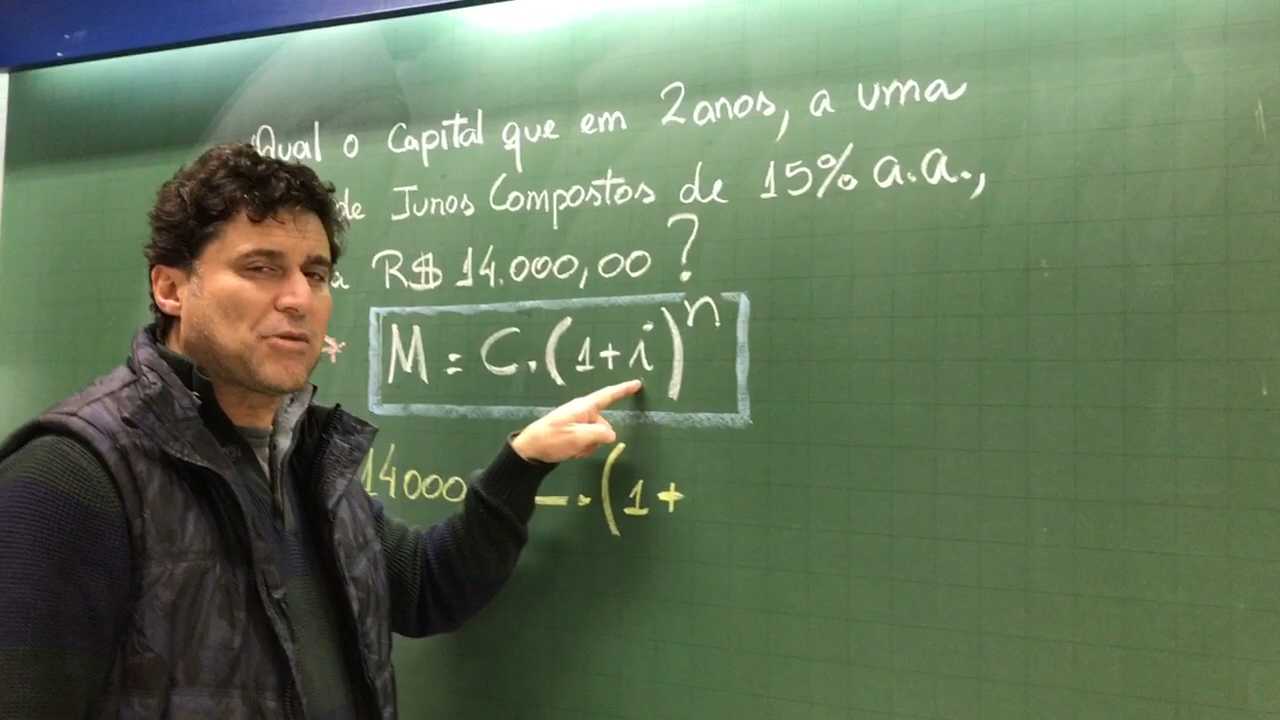 Qual o Capital que em 2 anos, a uma
de Juros Compostos de 15% a.a.,
a R$ 14.000,00 ?
* M = C.(1+i)^n
14000 — .(1+